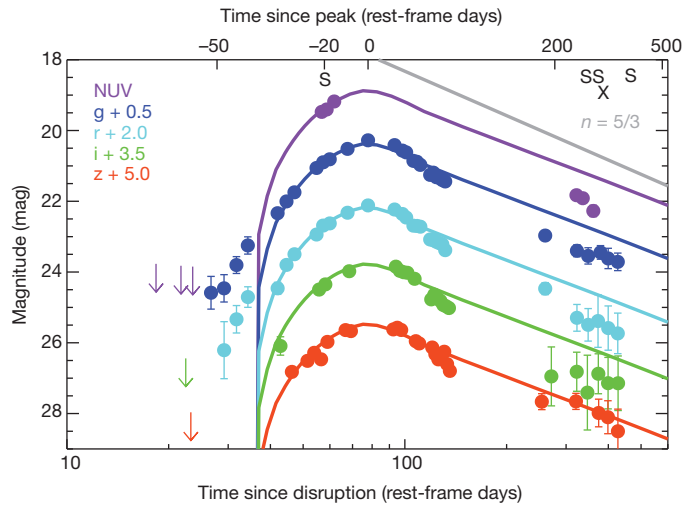 Time since peak (rest-frame days)
−50 −20 0 200 500
18
S
S S S
X
NUV
g + 0.5
r + 2.0
i + 3.5
z + 5.0
n = 5/3
20
22
24
26
28
Magnitude (mag)
10 100
Time since disruption (rest-frame days)